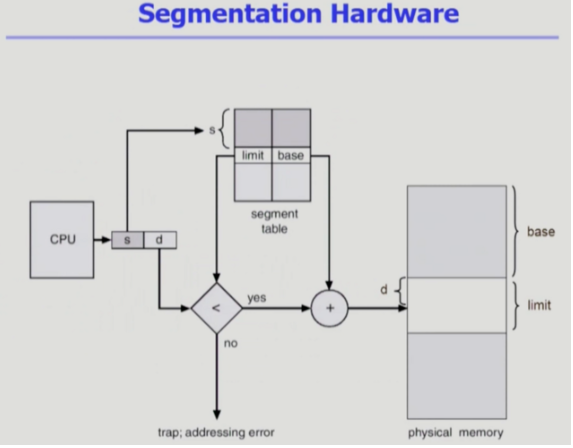 Segmentation Hardware
s
limit base
segment
table
CPU
s d
<
yes
+
no
trap; addressing error
d
base
limit
physical memory